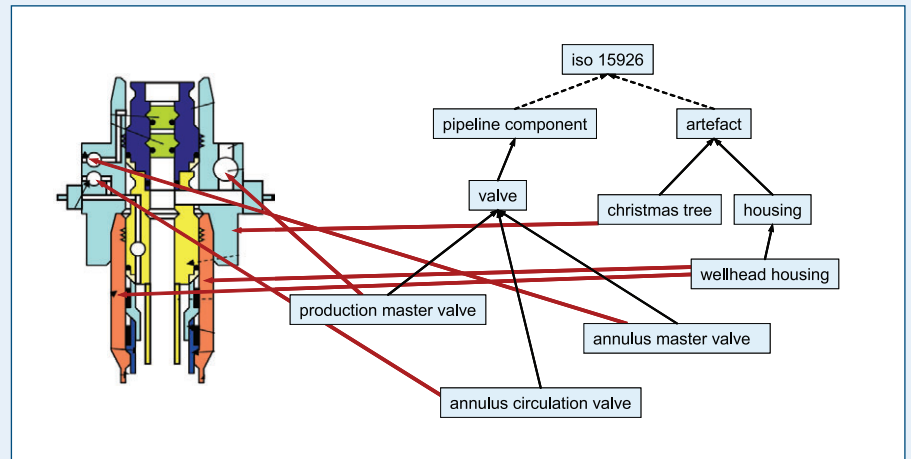 iso 15926
pipeline component
artefact
valve
christmas tree
housing
wellhead housing
production master valve
annulus master valve
annulus circulation valve